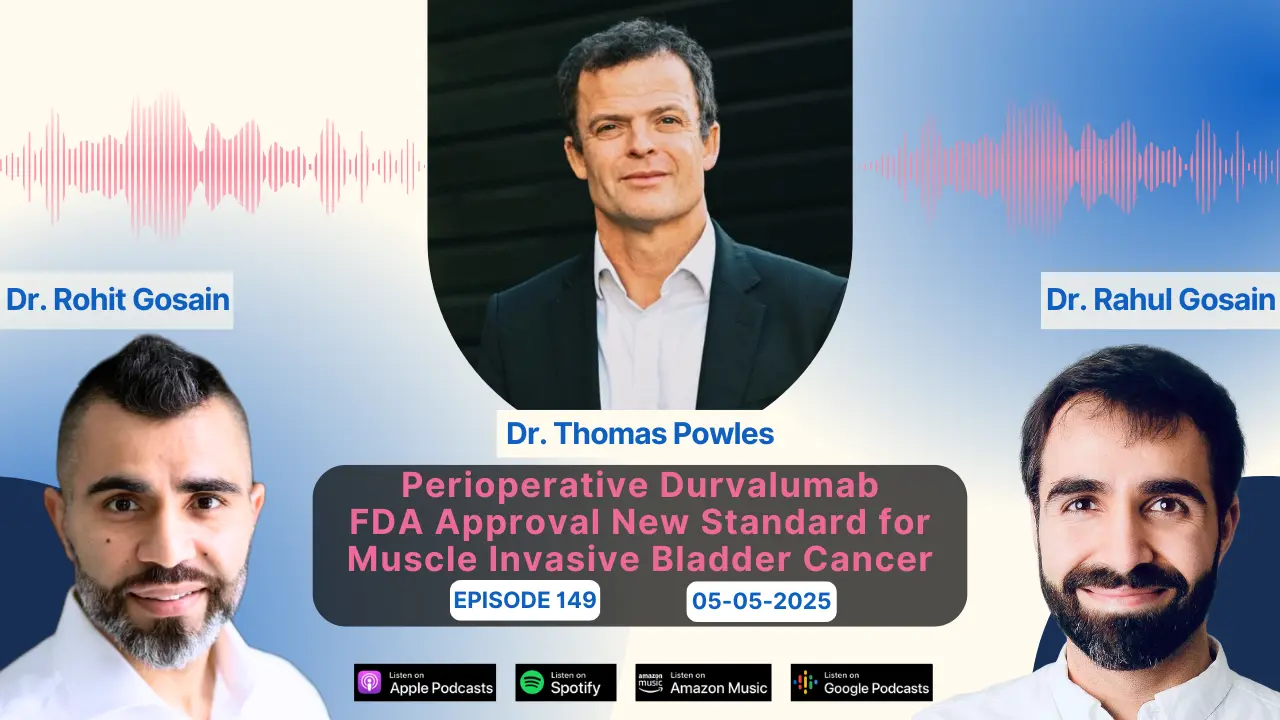 Dr. Rohit Gosain
Dr. Rahul Gosain
Dr. Thomas Powles
Perioperative Durvalumab
FDA Approval New Standard for
Muscle Invasive Bladder Cancer
EPISODE 149
05-05-2025
Listen on
Apple Podcasts
Listen on
Spotify
amazon
music
Listen on
Amazon Music
Listen on
Google Podcasts